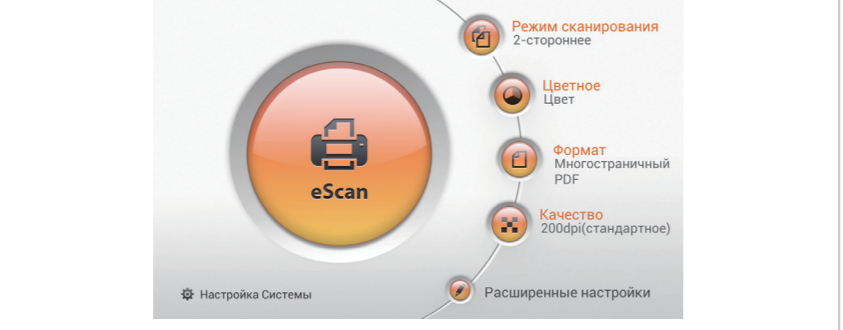 Режим сканирования
2-стороннее
Цветное
Цвет
Формат
Многостраничный
PDF
eScan
Качество
200dpi(стандартное)
Настройка Системы
Расширенные настройки